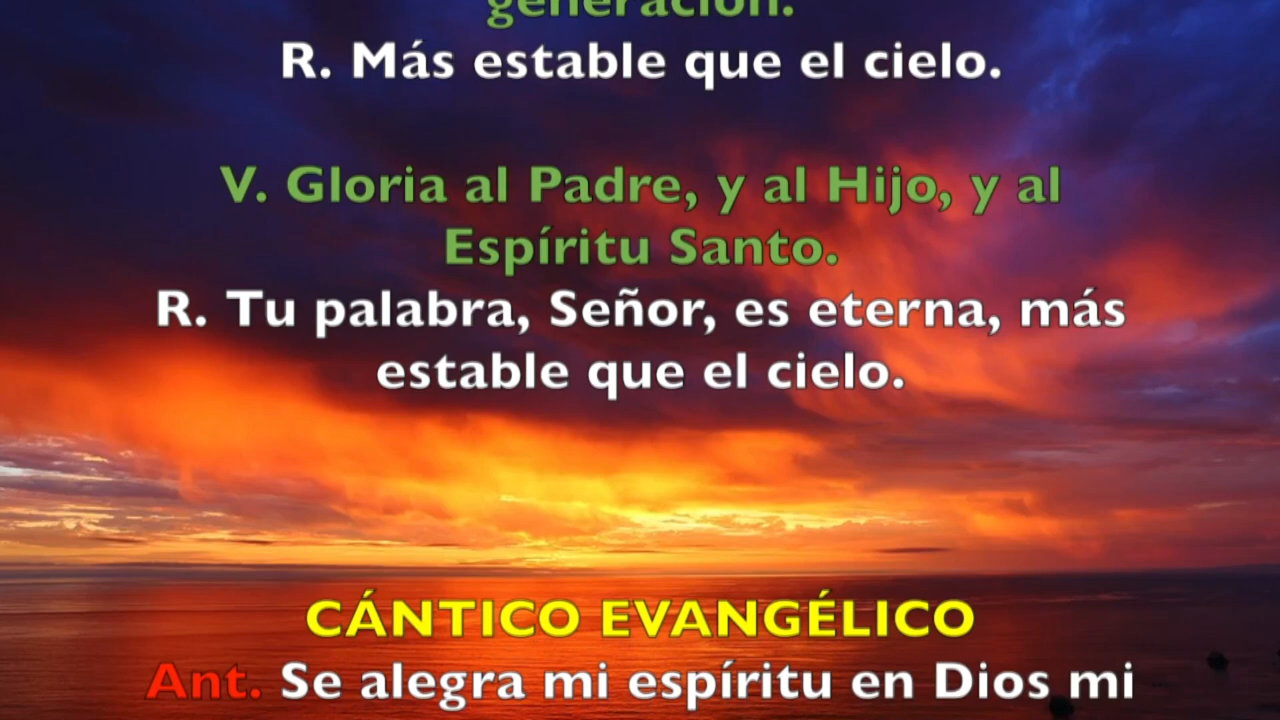 generación.
R. Más estable que el cielo.
V. Gloria al Padre, y al Hijo, y al
Espíritu Santo.
R. Tu palabra, Señor, es eterna, más
estable que el cielo.
CÁNTICO EVANGÉLICO
Ant. Se alegra mi espíritu en Dios mi